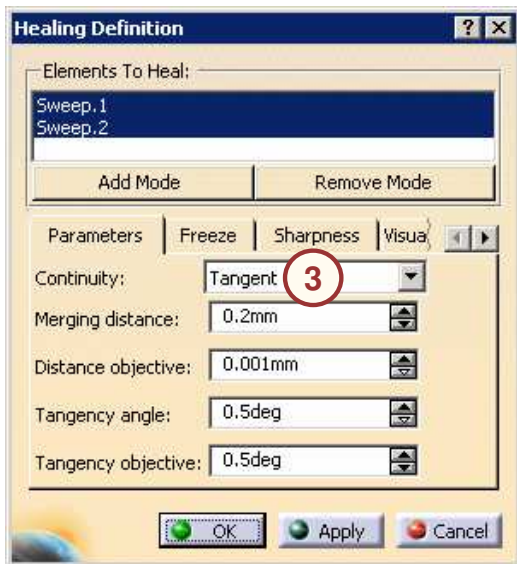 Healing Definition
Elements To Heal:
Sweep.1
Sweep.2
Add Mode Remove Mode
Parameters Freeze Sharpness Visua
Continuity: Tangent 3
Merging distance: 0.2mm
Distance objective: 0.001mm
Tangency angle: 0.5deg
Tangency objective: 0.5deg
OK Apply Cancel